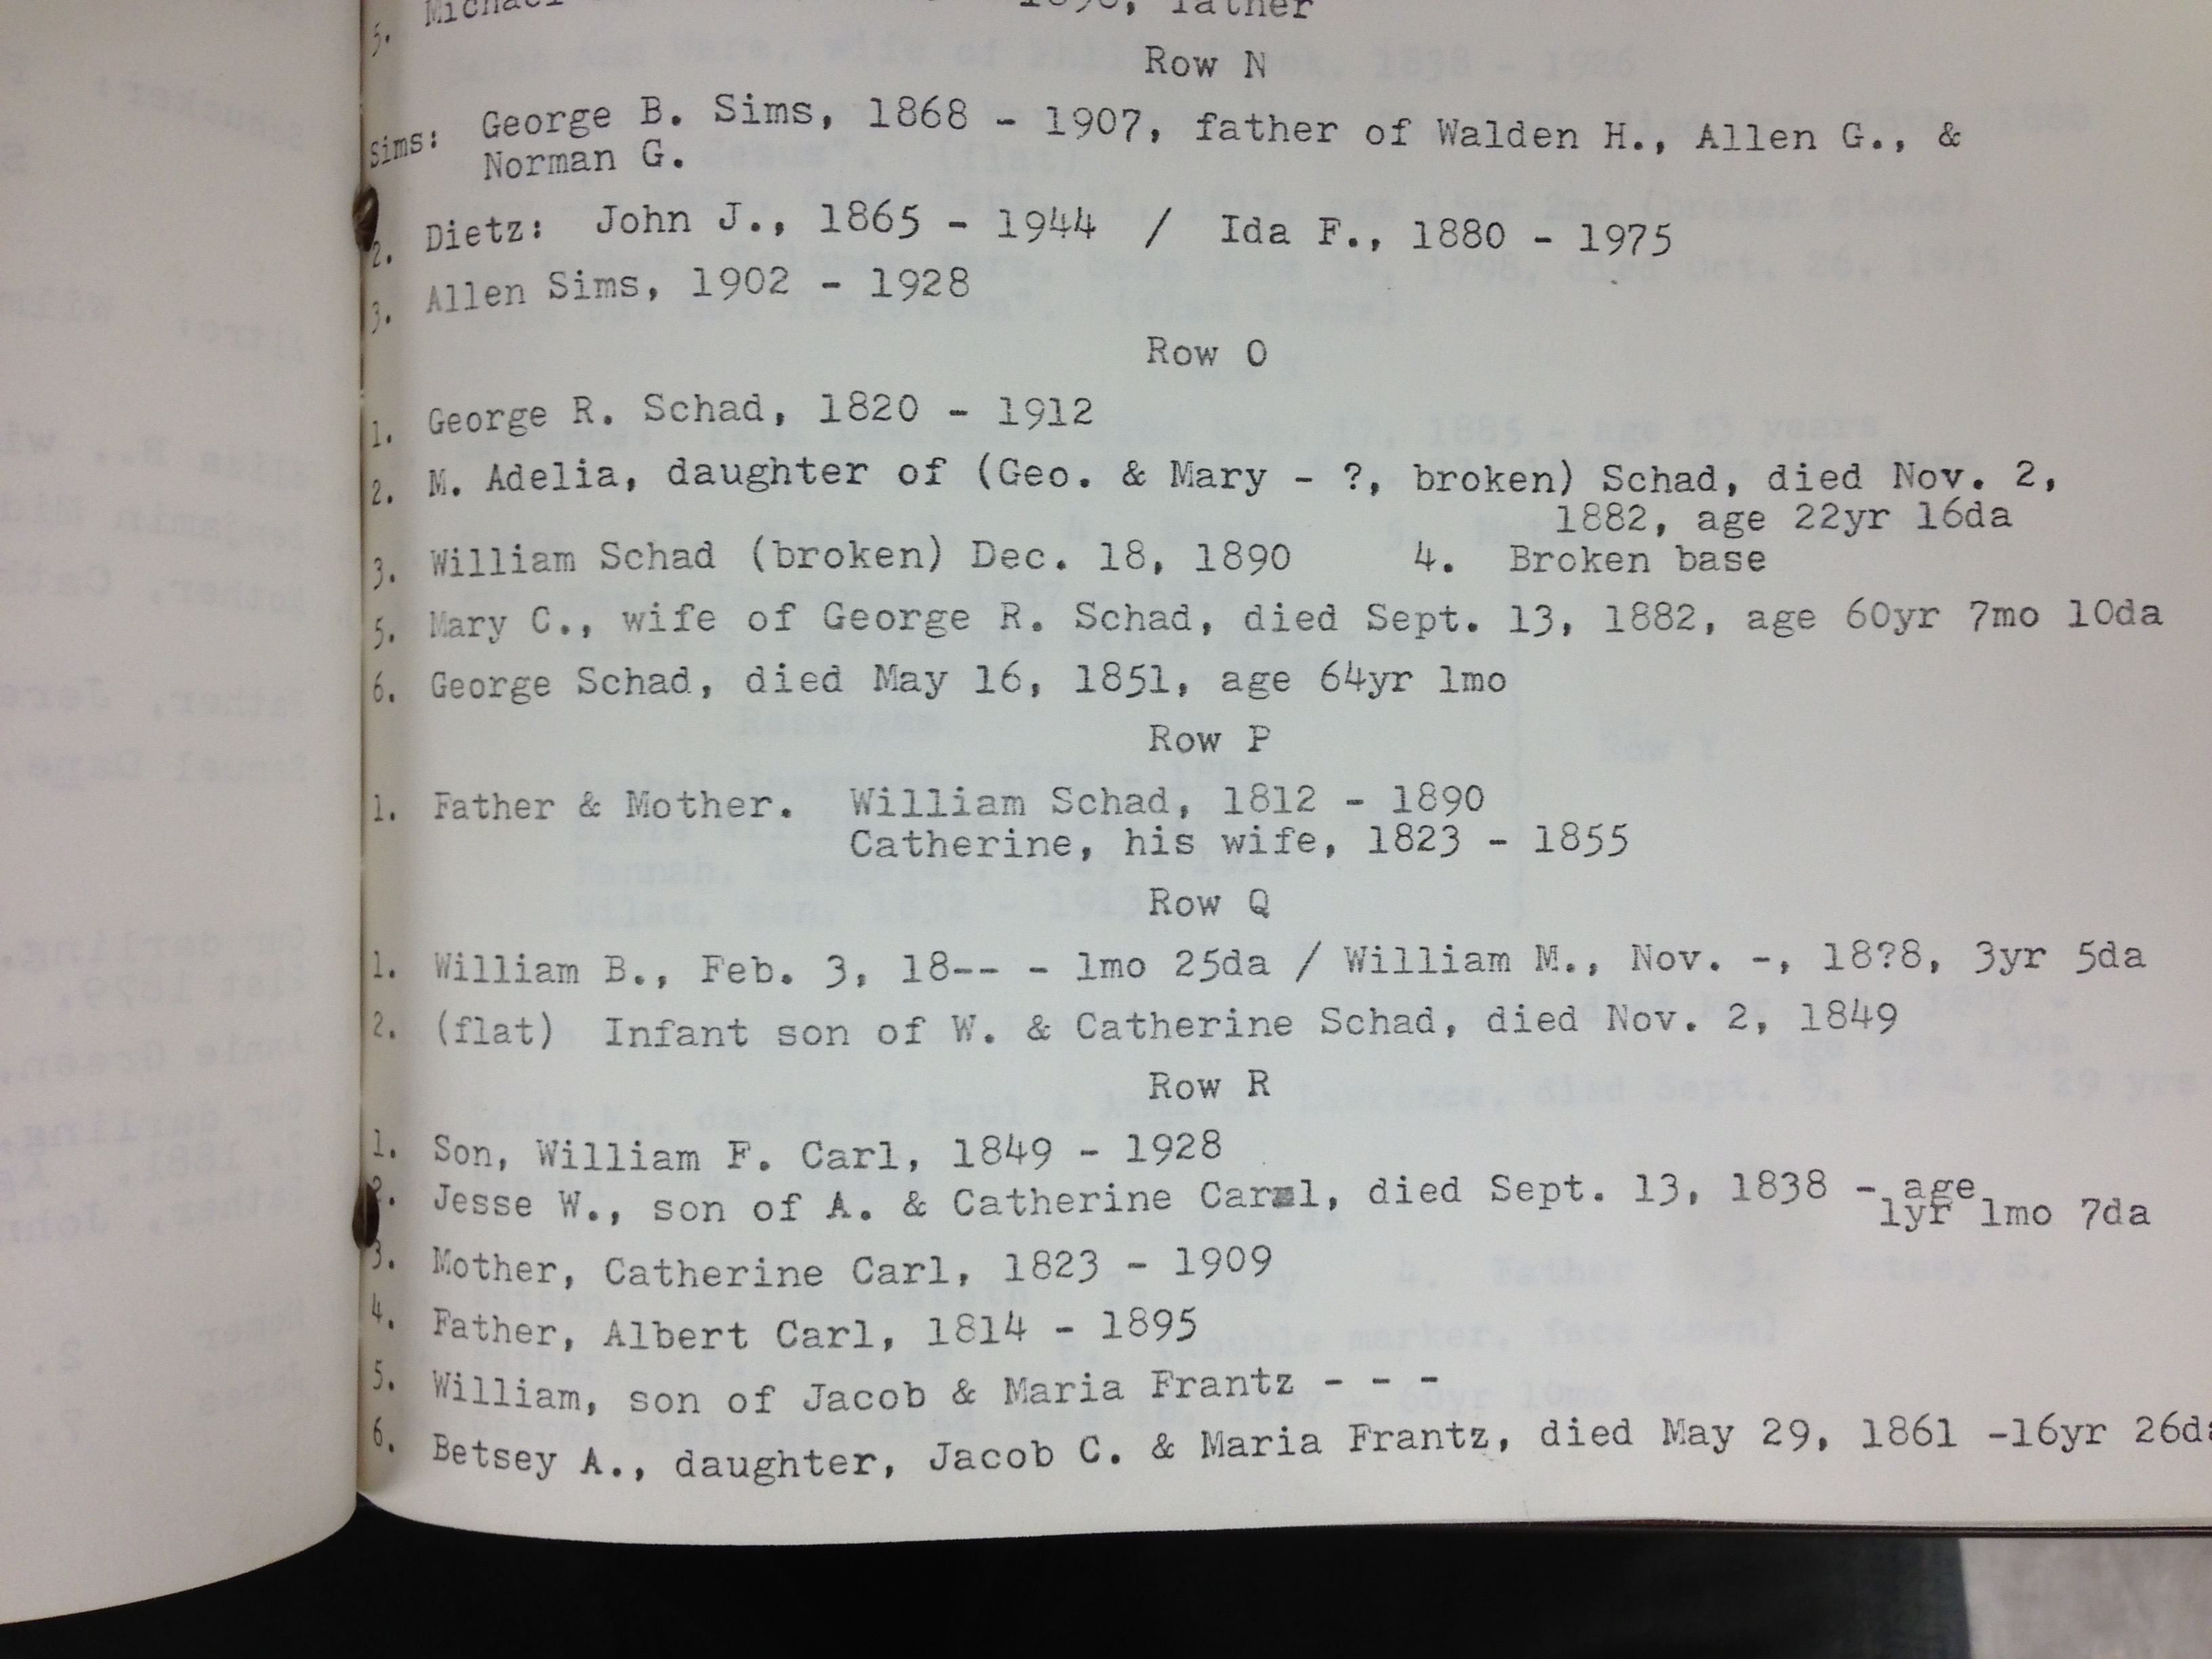 5. Michael 1896, father
Row N
Sims: George B. Sims, 1868 - 1907, father of Walden H., Allen G., &
Norman G.
2. Dietz: John J., 1865 - 1944 / Ida F., 1880 - 1975
3. Allen Sims, 1902 - 1928
Row O
1. George R. Schad, 1820 - 1912
2. M. Adelia, daughter of (Geo. & Mary - ?, broken) Schad, died Nov. 2,
1882, age 22yr 16da
3. William Schad (broken) Dec. 18, 1890 4. Broken base
5. Mary C., wife of George R. Schad, died Sept. 13, 1882, age 60yr 7mo 10da
6. George Schad, died May 16, 1851, age 64yr 1mo
Row P
1. Father & Mother. William Schad, 1812 - 1890
Catherine, his wife, 1823 - 1855
Row Q
1. William B., Feb. 3, 18-- - 1mo 25da / William M., Nov. -, 18?8, 3yr 5da
2. (flat) Infant son of W. & Catherine Schad, died Nov. 2, 1849
Row R
1. Son, William F. Carl, 1849 - 1928
2. Jesse W., son of A. & Catherine Carl, died Sept. 13, 1838 - age
1yr 1mo 7da
3. Mother, Catherine Carl, 1823 - 1909
4. Father, Albert Carl, 1814 - 1895
5. William, son of Jacob & Maria Frantz - - -
6. Betsey A., daughter, Jacob C. & Maria Frantz, died May 29, 1861 -16yr 26da